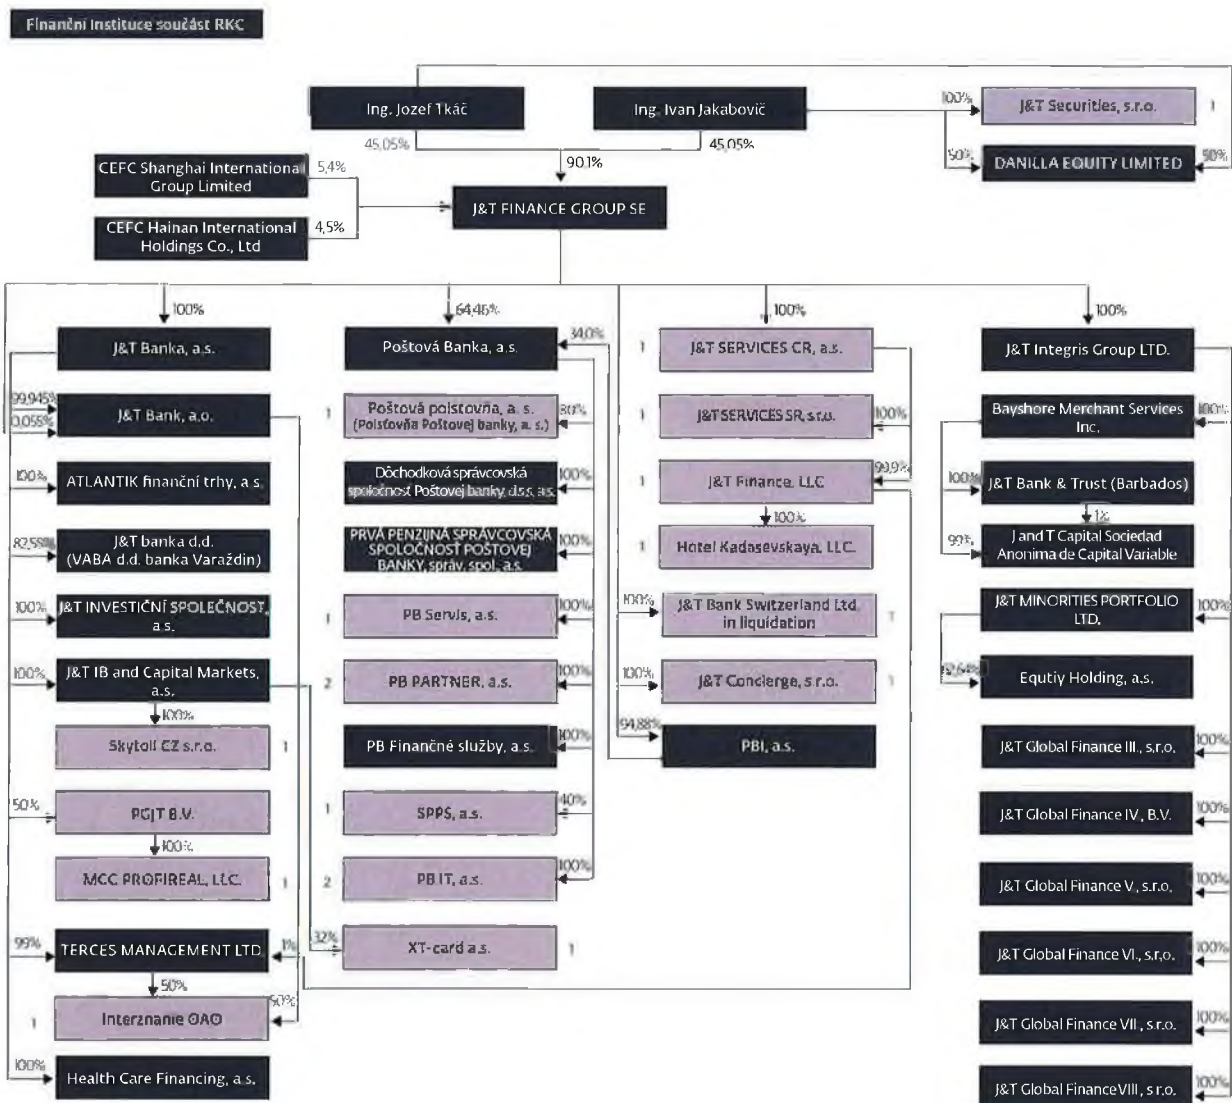 Finanční instituce součást RKC
Ing. Jozef Tkáč
Ing. Ivan Jakabovič
100%
J&T Securities, s.r.o.
1
45,05%
45,05%
90,1%
50%
DANILLA EQUITY LIMITED
50%
CEFC Shanghai International
Group Limited
5,4%
J&T FINANCE GROUP SE
CEFC Hainan International
Holdings Co., Ltd
4,5%
100%
64,46%
100%
100%
J&T Banka, a.s.
99,945%
J&T Bank, a.o.
0,055%
100%
ATLANTIK finanční trhy, a.s.
82,55%
J&T banka d.d.
(VABA d.d. banka Varaždin)
100%
J&T INVESTIČNÍ SPOLEČNOST,
a.s.
100%
J&T IB and Capital Markets,
a.s.
100%
Skytoll CZ s.r.o.
1
50%
PGJT B.V.
100%
MCC PROFIREAL, LLC.
1
99%
TERCES MANAGEMENT LTD.
1%
50%
50%
1
Interznanie OAO
100%
Health Care Financing, a.s.
Poštová Banka, a.s.
34,0%
1
Poštová poisťovňa, a. s.
(Poisťovňa Poštovej banky, a. s.)
80%
Dôchodková správcovská
spoločnosť Poštovej banky, d.s.s, a.s.
100%
PRVÁ PENZIJNÁ SPRÁVCOVSKÁ
SPOLOČNOSŤ POŠTOVEJ
BANKY, správ. spol., a.s.
100%
1
PB Servis, a.s.
100%
2
PB PARTNER, a.s.
100%
PB Finančné služby, a.s.
100%
1
SPPS, a.s.
40%
2
PB IT, a.s.
100%
32%
XT-card a.s.
1
1
J&T SERVICES CR, a.s.
1
J&T SERVICES SR, s.r.o.
100%
1
J&T Finance, LLC
99,9%
100%
1
Hotel Kadasevskaya, LLC.
100%
J&T Bank Switzerland Ltd.
in liquidation
1
100%
J&T Concierge, s.r.o.
1
94,88%
PBI, a.s.
J&T Integris Group LTD.
Bayshore Merchant Services
Inc.
100%
100%
J&T Bank & Trust (Barbados)
1%
99%
J and T Capital Sociedad
Anonima de Capital Variable
J&T MINORITIES PORTFOLIO
LTD.
100%
Equtiy Holding, a.s.
J&T Global Finance III., s.r.o.
100%
J&T Global Finance IV., B.V.
100%
J&T Global Finance V., s.r.o.
100%
J&T Global Finance VI., s.r.o.
100%
J&T Global Finance VII., s.r.o.
100%
J&T Global Finance VIII., s.r.o.
100%